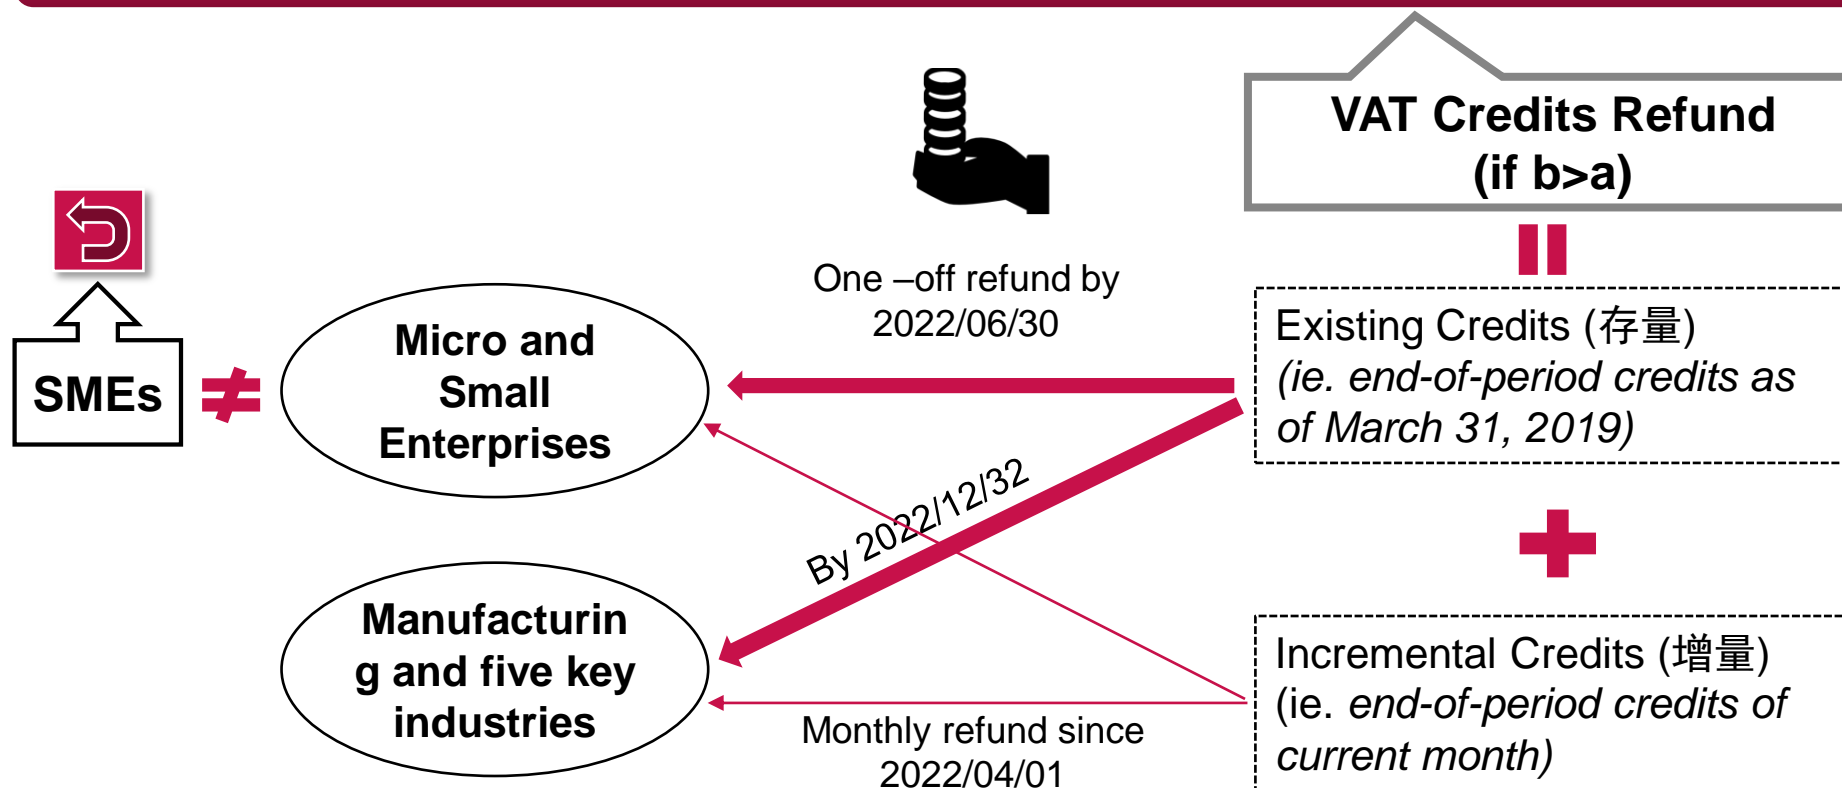 VAT Credits Refund
(if b>a)
One –off refund by
2022/06/30
SMEs
≠
Micro and
Small
Enterprises
Existing Credits (存量)
(ie. end-of-period credits as
of March 31, 2019)
By 2022/12/32
Manufacturin
g and five key
industries
Monthly refund since
2022/04/01
Incremental Credits (增量)
(ie. end-of-period credits of
current month)